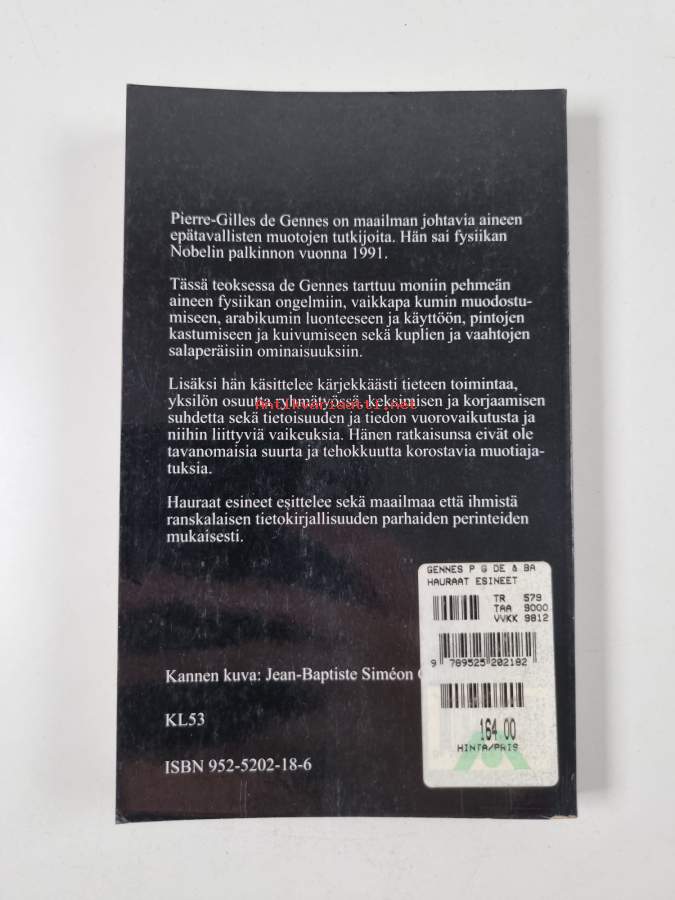 Pierre-Gilles de Gennes on maailman johtavia aineen
epätavallisten muotojen tutkijoita. Hän sai fysiikan
Nobelin palkinnon vuonna 1991.
Tässä teoksessa de Gennes tarttuu moniin pehmeän
aineen fysiikan ongelmiin, vaikkapa kumin muodostu-
miseen, arabikumin luonteeseen ja käyttöön, pintojen
kastumiseen ja kuivumiseen sekä kuplien ja vaahtojen
salaperäisiin ominaisuuksiin.
Lisäksi hän käsittelee kärjekkäästi tieteen toimintaa,
yksilön osuutta ryhmätyössä, keksimisen ja korjaamisen
Antikvariaatti.net
suhdetta sekä tietoisuuden ja tiedon vuorovaikutusta ja
niihin liittyviä vaikeuksia. Hänen ratkaisunsa eivät ole
tavanomaisia suurta ja tehokkuutta korostavia muotiaja-
tuksia.
Hauraat esineet esittelee sekä maailmaa että ihmistä
ranskalaisen tietokirjallisuuden parhaiden perinteiden
mukaisesti.
GENNES P G DE & BA
HAURAAT ESINEET
TR 579
TAA 9000
VVKK 9812
9 789525 202182
164.00
HINTA/PRIS
Kannen kuva: Jean-Baptiste Siméon
KL53
ISBN 952-5202-18-6